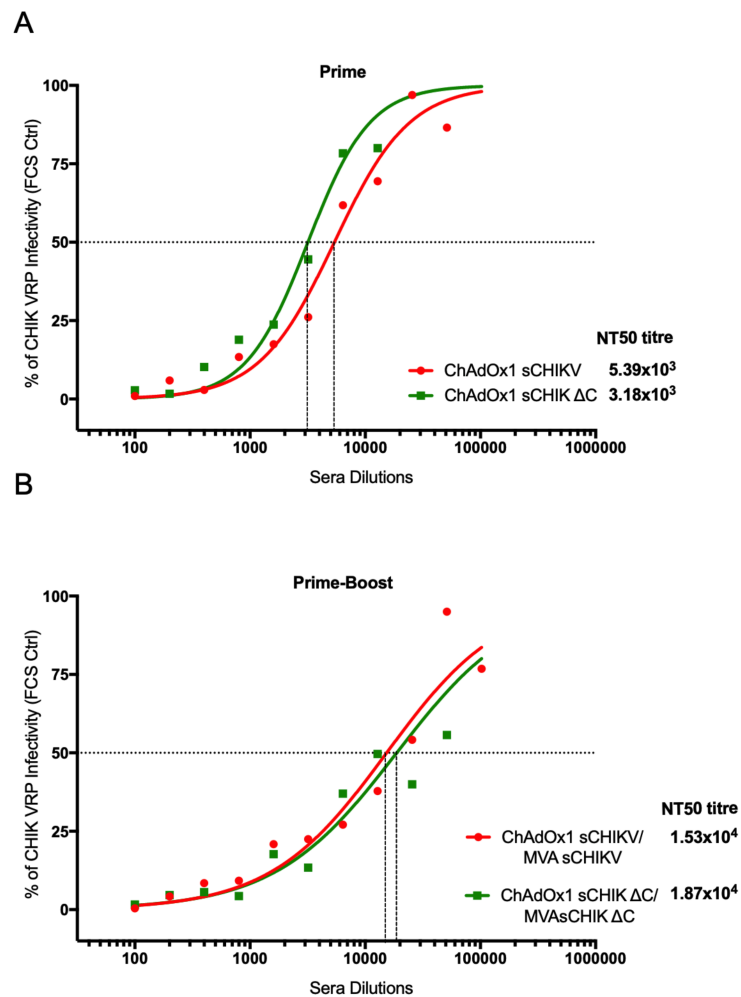 A
Prime
% of CHIK VRP Infectivity (FCS Ctrl)
100
75
50
25
0
NT50 titre
ChAdOx1 sCHIKV 5.39x10³
ChAdOx1 sCHIK ΔC 3.18x10³
100 1000 10000 100000 1000000
Sera Dilutions
B
Prime-Boost
% of CHIK VRP Infectivity (FCS Ctrl)
100
75
50
25
0
NT50 titre
ChAdOx1 sCHIKV/ 1.53x10⁴
MVA sCHIKV
ChAdOx1 sCHIK ΔC/ 1.87x10⁴
MVAsCHIK ΔC
100 1000 10000 100000 1000000
Sera Dilutions